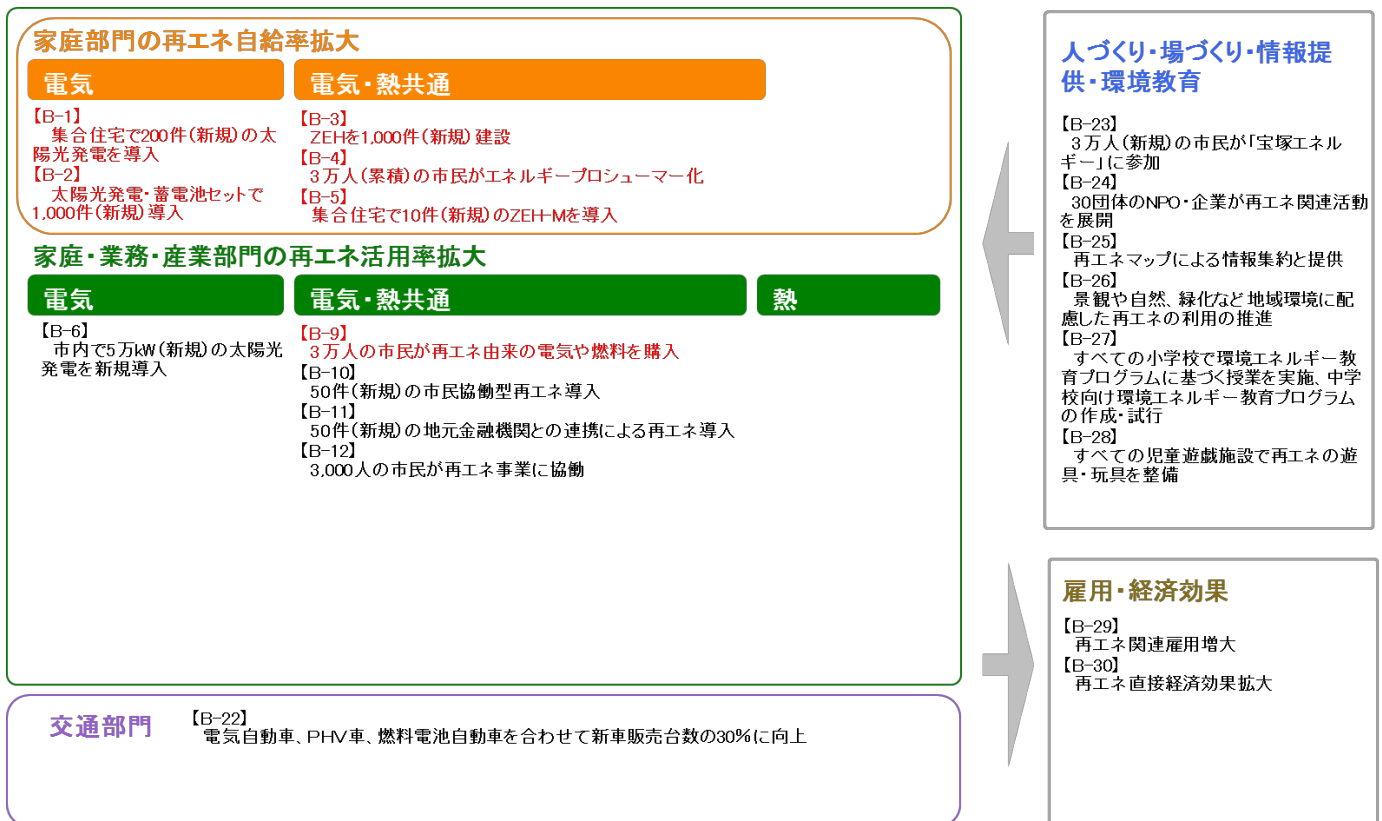 家庭部門の再エネ自給率拡大
電気
【B-1】
集合住宅で200件(新規)の太
陽光発電を導入
【B-2】
太陽光発電・蓄電池セットで
1,000件(新規)導入
電気・熱共通
【B-3】
ZEHを1,000件(新規)建設
【B-4】
3万人(累積)の市民がエネルギープロシューマー化
【B-5】
集合住宅で10件(新規)のZEH-Mを導入
家庭・業務・産業部門の再エネ活用率拡大
電気
【B-6】
市内で5万kW(新規)の太陽光
発電を新規導入
電気・熱共通
【B-9】
3万人の市民が再エネ由来の電気や燃料を購入
【B-10】
50件(新規)の市民協働型再エネ導入
【B-11】
50件(新規)の地元金融機関との連携による再エネ導入
【B-12】
3,000人の市民が再エネ事業に協働
熱
交通部門
【B-22】
電気自動車、PHV車、燃料電池自動車を合わせて新車販売台数の30%に向上
人づくり・場づくり・情報提
供・環境教育
【B-23】
3万人(新規)の市民が「宝塚エネル
ギー」に参加
【B-24】
30団体のNPO・企業が再エネ関連活動
を展開
【B-25】
再エネマップによる情報集約と提供
【B-26】
景観や自然、緑化など地域環境に配
慮した再エネの利用の推進
【B-27】
すべての小学校で環境エネルギー教
育プログラムに基づく授業を実施、中学
校向け環境エネルギー教育プログラム
の作成・試行
【B-28】
すべての児童遊戯施設で再エネの遊
具・玩具を整備
雇用・経済効果
【B-29】
再エネ関連雇用増大
【B-30】
再エネ直接経済効果拡大